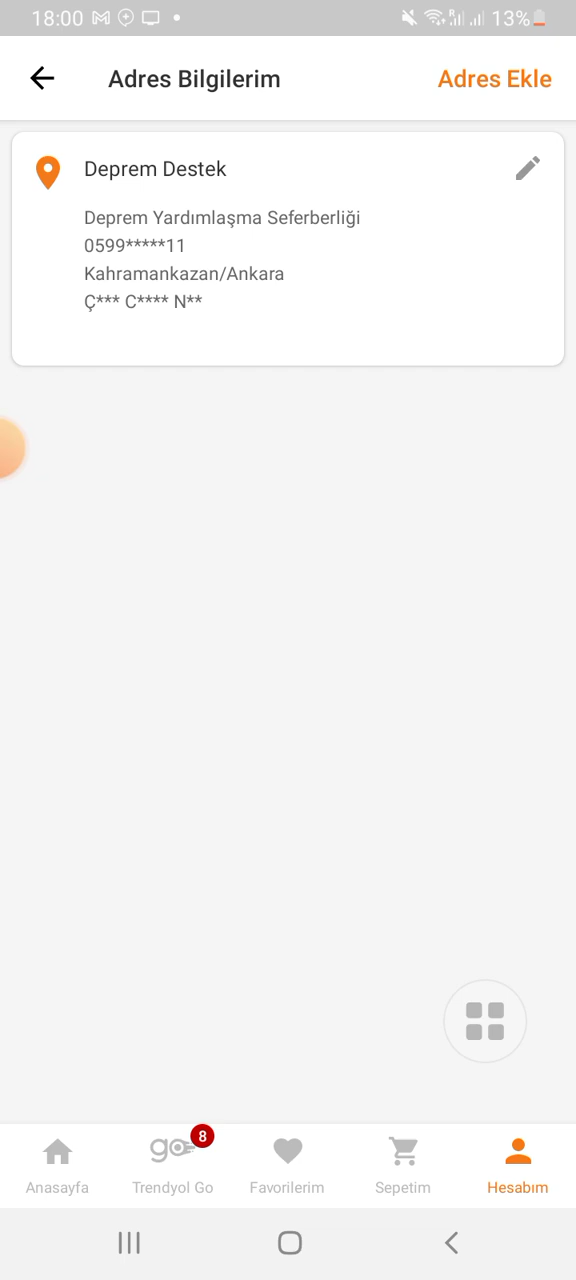 18:00
13%
Adres Bilgilerim
Adres Ekle
Deprem Destek
Deprem Yardımlaşma Seferberliği
0599*****11
Kahramankazan/Ankara
Ç*** C**** N**
go
8
Anasayfa
Trendyol Go
Favorilerim
Sepetim
Hesabım